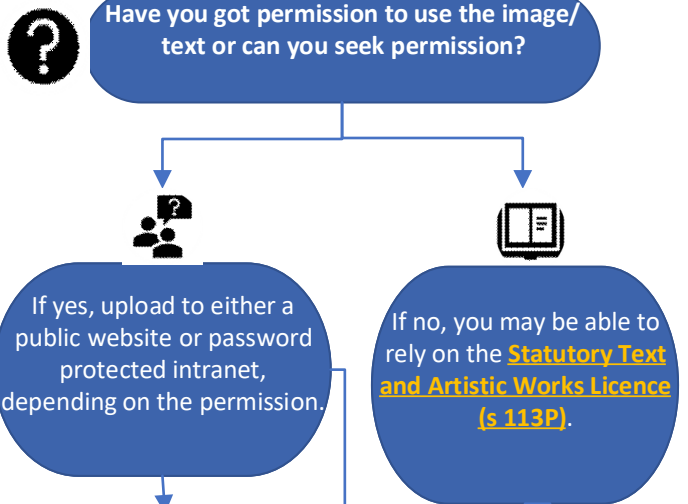 Have you got permission to use the image/
text or can you seek permission?
If yes, upload to either a
public website or password
protected intranet,
depending on the permission.
If no, you may be able to
rely on the Statutory Text
and Artistic Works Licence
(s 113P).